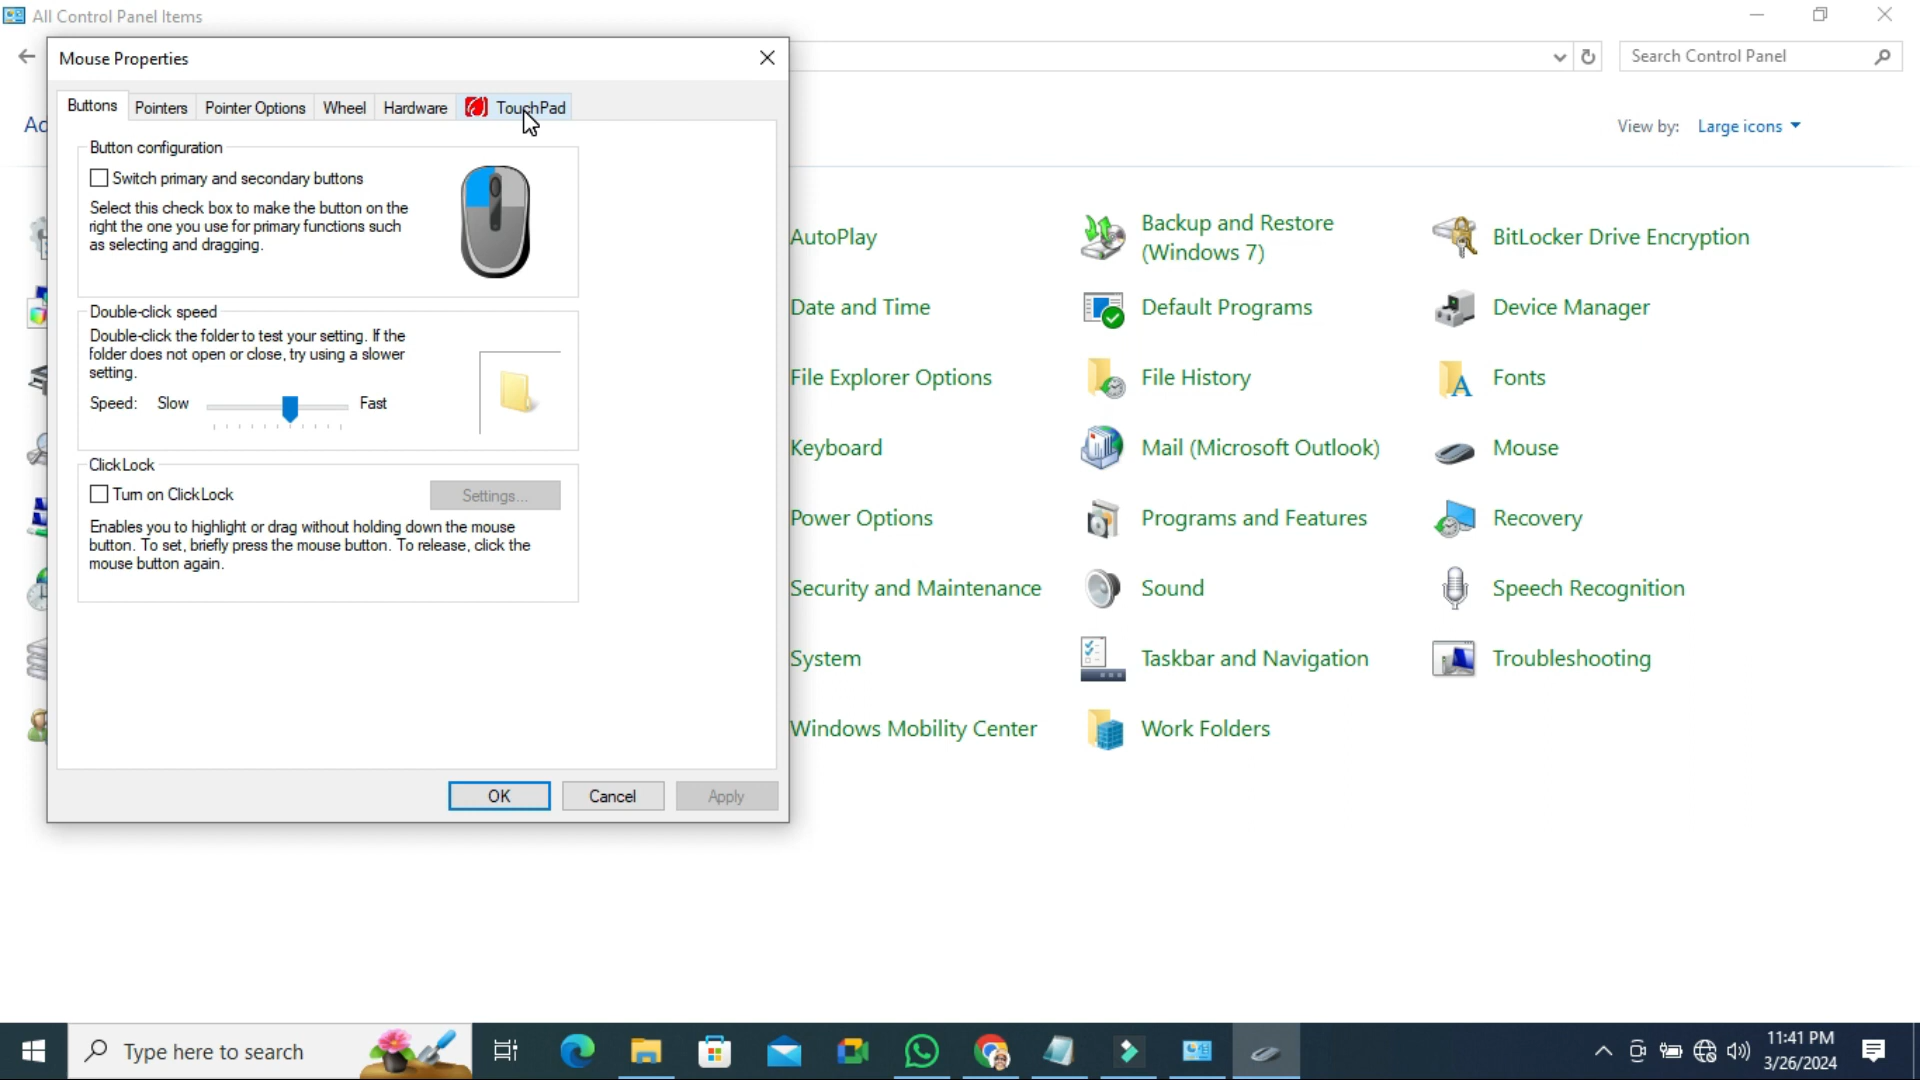 All Control Panel Items
Mouse Properties
Search Control Panel
Buttons
Pointers
Pointer Options
Wheel
Hardware
TouchPad
View by: Large icons
Button configuration
Switch primary and secondary buttons
Select this check box to make the button on the
right the one you use for primary functions such
as selecting and dragging.
Double-click speed
Double-click the folder to test your setting. If the
folder does not open or close, try using a slower
setting.
Speed: Slow Fast
ClickLock
Turn on ClickLock
Settings...
Enables you to highlight or drag without holding down the mouse
button. To set, briefly press the mouse button. To release, click the
mouse button again.
OK
Cancel
Apply
AutoPlay
Backup and Restore
(Windows 7)
BitLocker Drive Encryption
Date and Time
Default Programs
Device Manager
File Explorer Options
File History
Fonts
Keyboard
Mail (Microsoft Outlook)
Mouse
Power Options
Programs and Features
Recovery
Security and Maintenance
Sound
Speech Recognition
System
Taskbar and Navigation
Troubleshooting
Windows Mobility Center
Work Folders
Type here to search
11:41 PM
3/26/2024